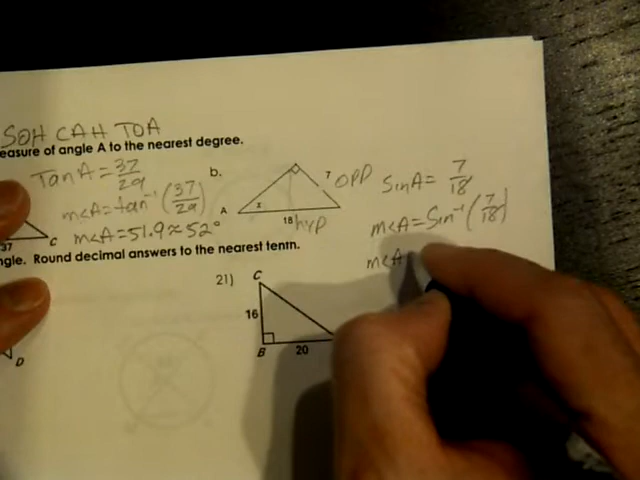 SOH CAH TOA
easure of angle A to the nearest degree.
Tan A = 37/29
m∠A = tan⁻¹ (37/29)
m∠A = 51.9 ≈ 52°
37
C
b.
A
x
7 OPP
18 hyp
Sin A = 7/18
m∠A = Sin⁻¹ (7/18)
m∠A
ngle. Round decimal answers to the nearest tenth.
D
21)
C
16
B
20